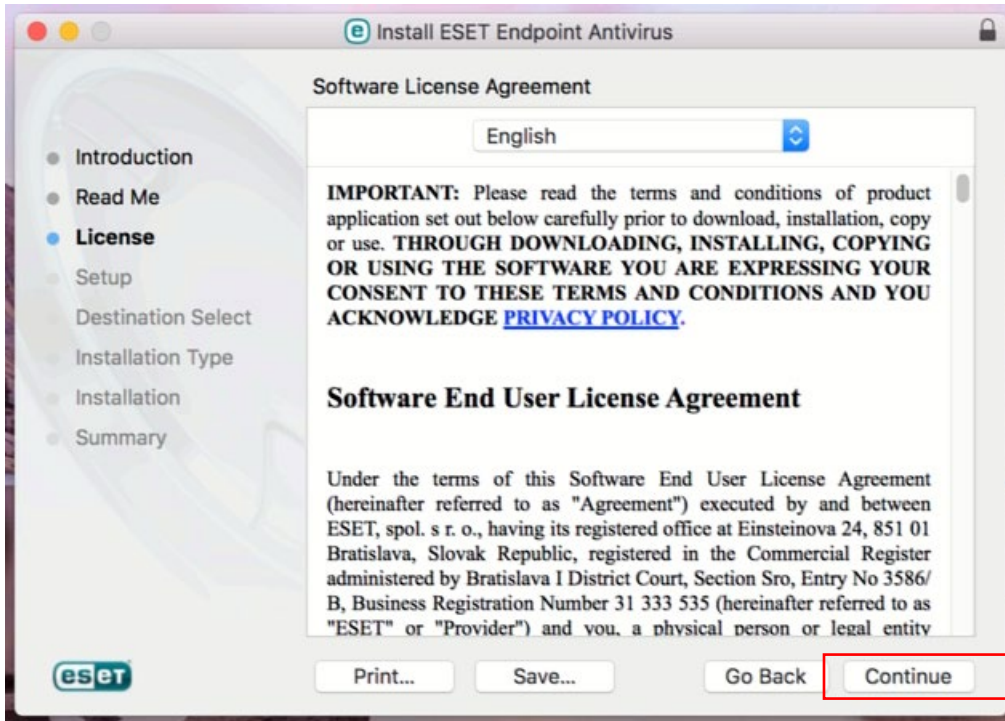 Install ESET Endpoint Antivirus
Software License Agreement
English
Introduction
Read Me
License
Setup
Destination Select
Installation Type
Installation
Summary
IMPORTANT: Please read the terms and conditions of product
application set out below carefully prior to download, installation, copy
or use. THROUGH DOWNLOADING, INSTALLING, COPYING
OR USING THE SOFTWARE YOU ARE EXPRESSING YOUR
CONSENT TO THESE TERMS AND CONDITIONS AND YOU
ACKNOWLEDGE PRIVACY POLICY.
Software End User License Agreement
Under the terms of this Software End User License Agreement
(hereinafter referred to as "Agreement") executed by and between
ESET, spol. s r. o., having its registered office at Einsteinova 24, 851 01
Bratislava, Slovak Republic, registered in the Commercial Register
administered by Bratislava I District Court, Section Sro, Entry No 3586/
B, Business Registration Number 31 333 535 (hereinafter referred to as
"ESET" or "Provider") and you, a physical person or legal entity
eset
Print... Save... Go Back Continue